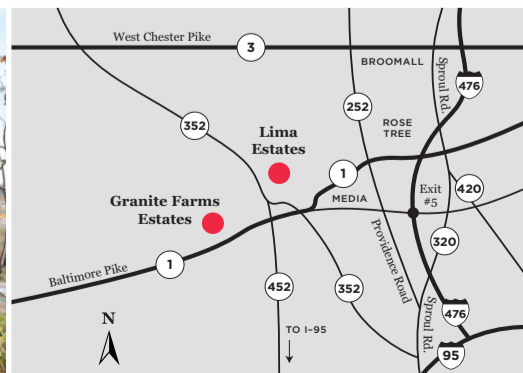 West Chester Pike
3
BROOMALL
Sproul Rd.
476
252
352
ROSE
TREE
Lima
Estates
1
Exit
#5
420
MEDIA
Granite Farms
Estates
320
Providence Road
1
Baltimore Pike
452
352
Sproul Rd.
476
N
TO I-95
95